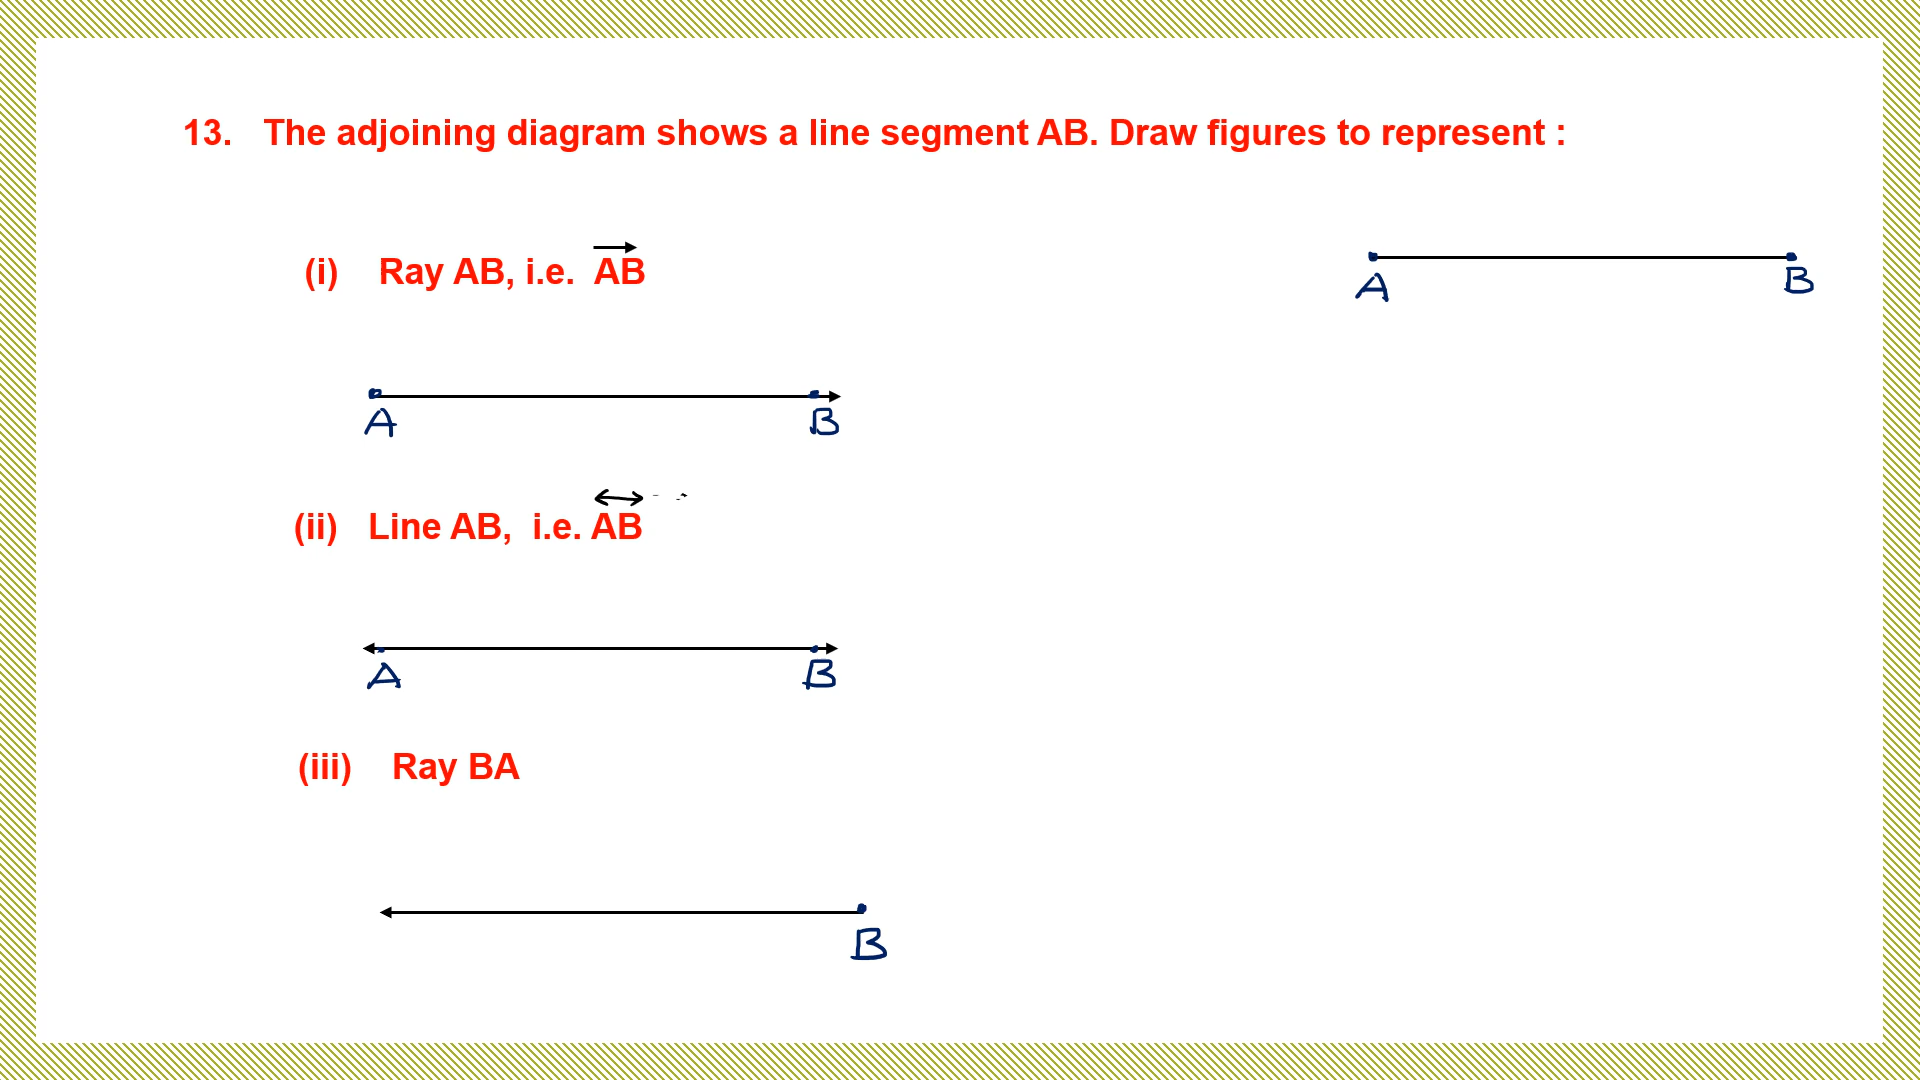 13. The adjoining diagram shows a line segment AB. Draw figures to represent :
(i) Ray AB, i.e. AB
A B
A B
(ii) Line AB, i.e. AB
A B
(iii) Ray BA
B